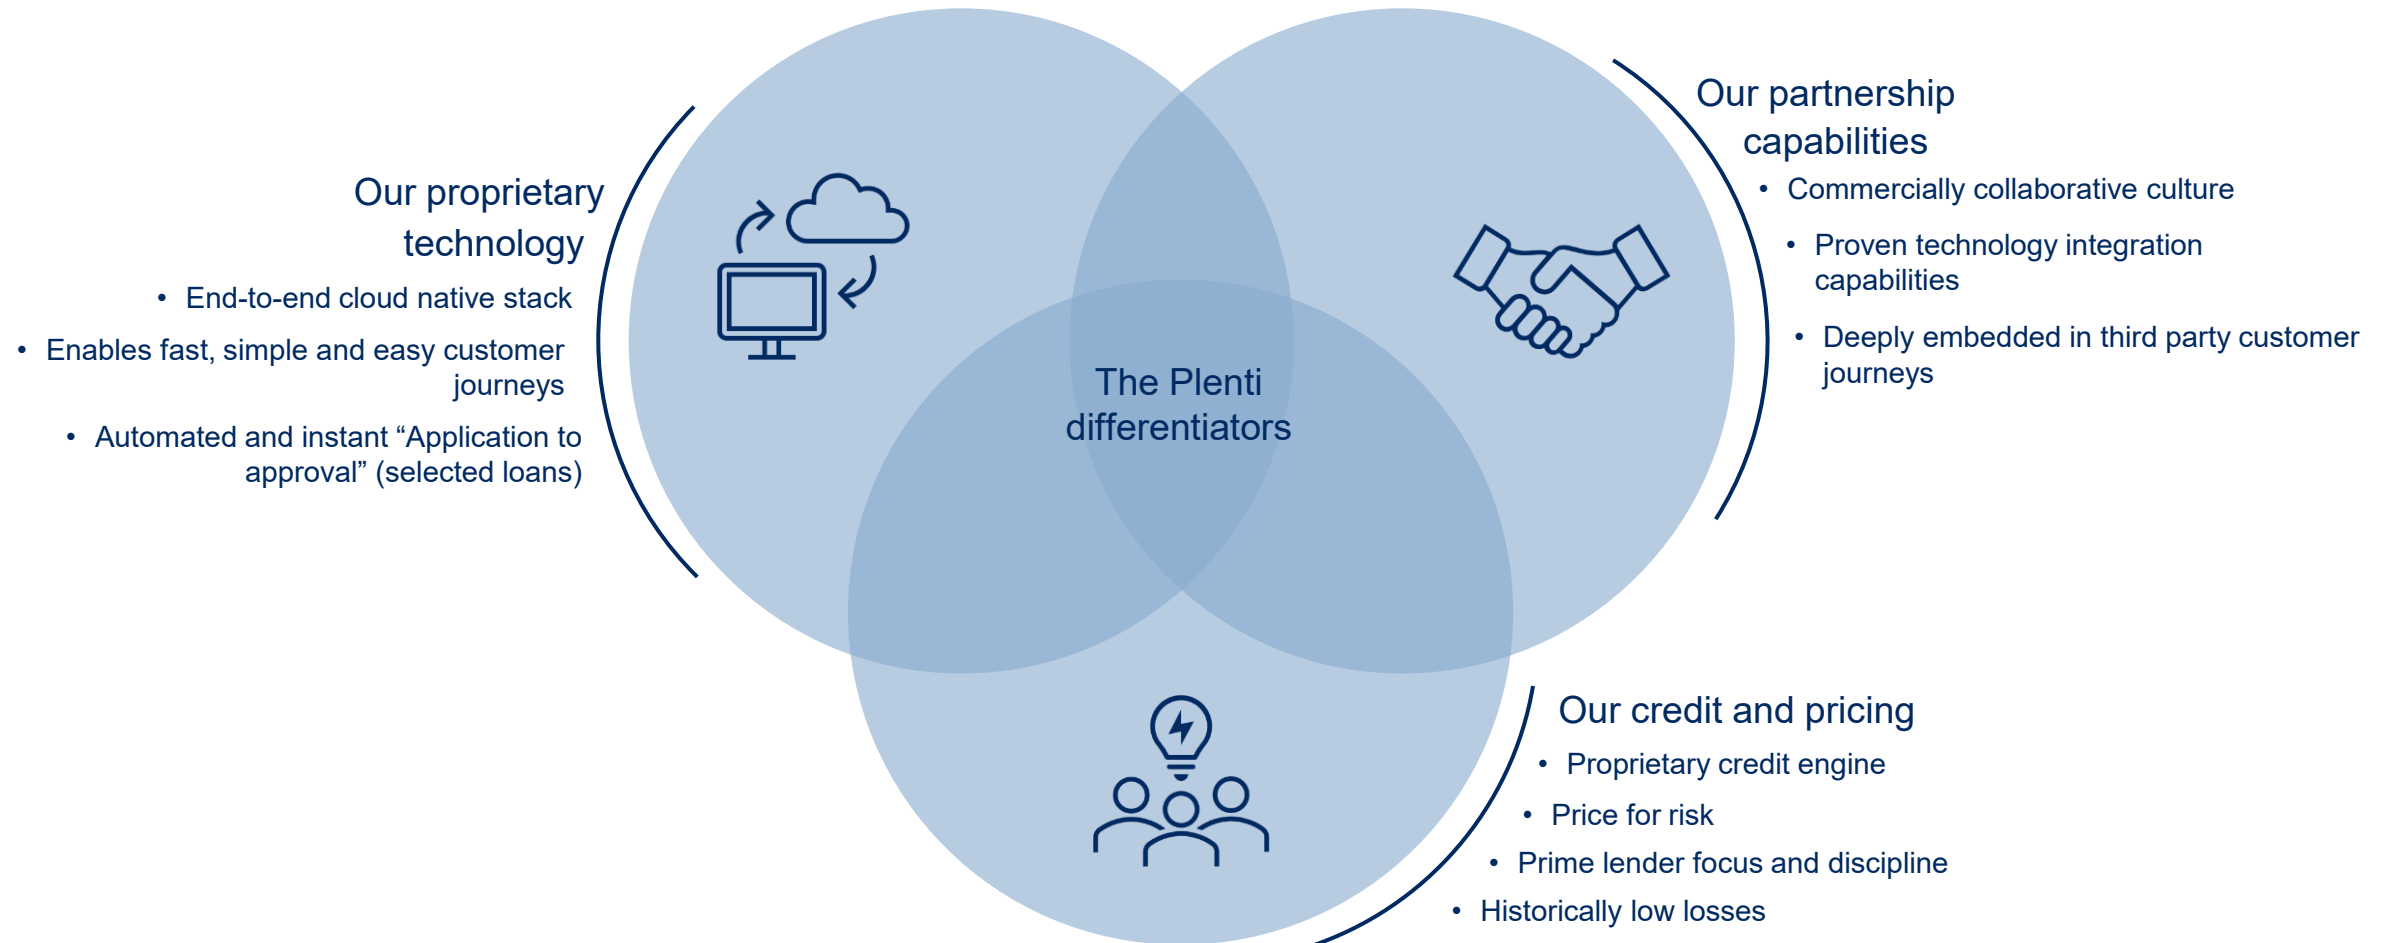 Our proprietary
technology
• End-to-end cloud native stack
• Enables fast, simple and easy customer
journeys
• Automated and instant “Application to
approval” (selected loans)
The Plenti
differentiators
Our partnership
capabilities
• Commercially collaborative culture
• Proven technology integration
capabilities
• Deeply embedded in third party customer
journeys
Our credit and pricing
• Proprietary credit engine
• Price for risk
• Prime lender focus and discipline
• Historically low losses